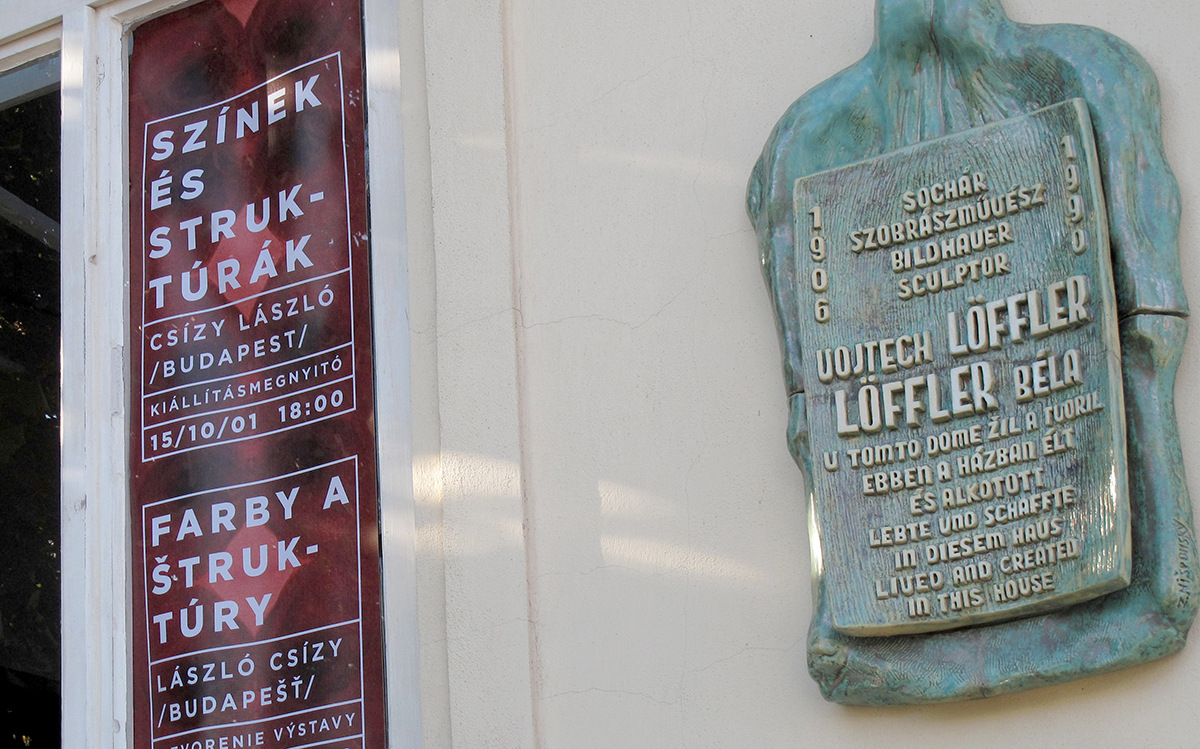 SZÍNEK
ÉS
STRUK-
TÚRÁK
CSÍZY LÁSZLÓ
/BUDAPEST/
KIÁLLÍTÁSMEGNYITÓ
15/10/01 18:00
FARBY A
ŠTRUK-
TÚRY
LÁSZLÓ CSÍZY
/BUDAPEŠŤ/
VÝSTAVY
1906
1990
SOCHÁR
SZOBRÁSZMŰVÉSZ
BILDHAUER
SCULPTOR
VOJTECH LÖFFLER
LÖFFLER BÉLA
V TOMTO DOME ŽIL A TVORIL
EBBEN A HÁZBAN ÉLT
ÉS ALKOTOTT
LEBTE UND SCHAFFTE
IN DIESEM HAUS
LIVED AND CREATED
IN THIS HOUSE